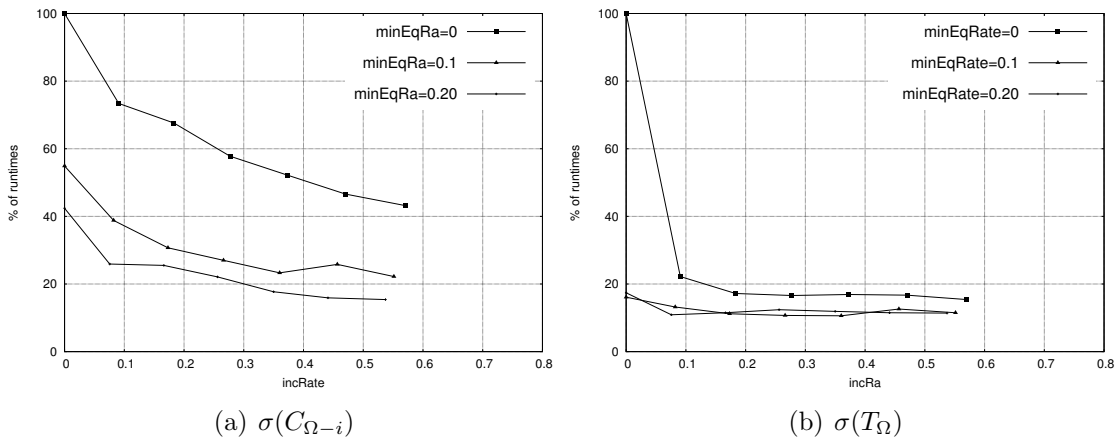 100
80
60
40
20
0
% of runtimes
minEqRa=0
minEqRa=0.1
minEqRa=0.20
0 0.1 0.2 0.3 0.4 0.5 0.6 0.7 0.8
incRate
(a) σ(C_{Ω−i})
100
80
60
40
20
0
% of runtimes
minEqRate=0
minEqRate=0.1
minEqRate=0.20
0 0.1 0.2 0.3 0.4 0.5 0.6 0.7 0.8
incRa
(b) σ(T_Ω)